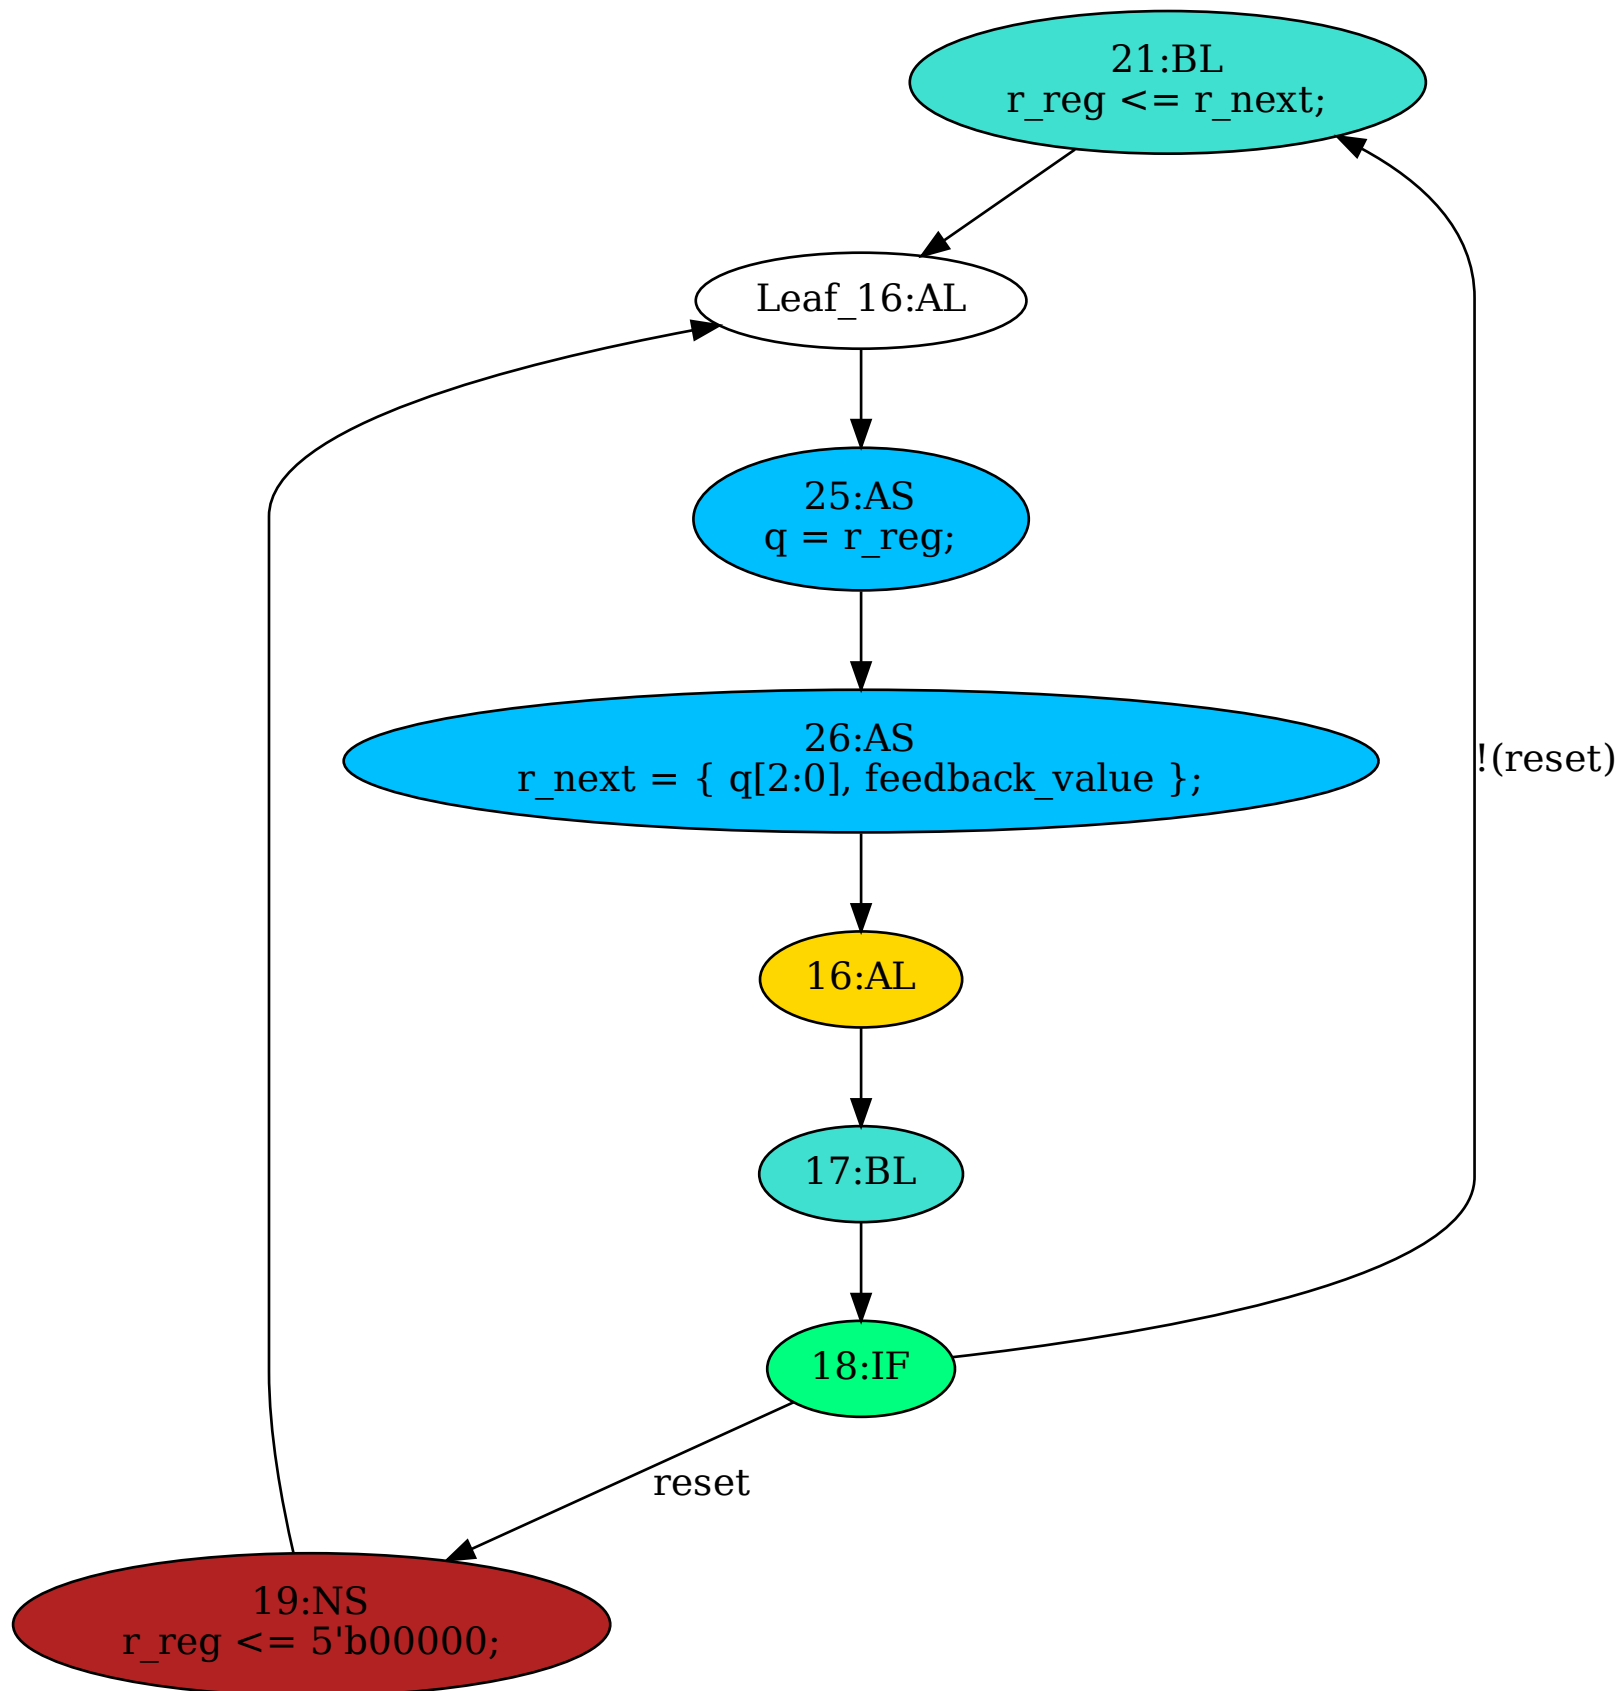 21:BL
r_reg <= r_next;
Leaf_16:AL
25:AS
q = r_reg;
26:AS
r_next = { q[2:0], feedback_value };
!(reset)
16:AL
17:BL
18:IF
reset
19:NS
r_reg <= 5'b00000;